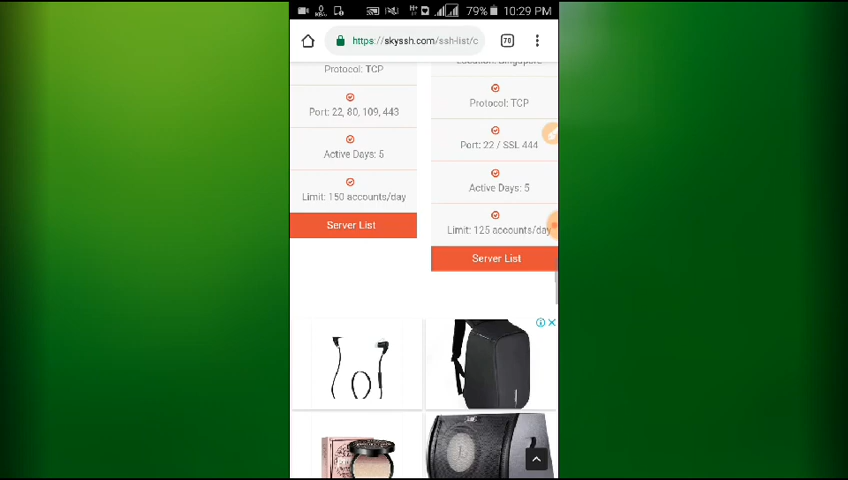 79% 10:29 PM
https://skyssh.com/ssh-list/c
70
Protocol: TCP
Port: 22, 80, 109, 443
Active Days: 5
Limit: 150 accounts/day
Server List
Location: Singapore
Protocol: TCP
Port: 22 / SSL 444
Active Days: 5
Limit: 125 accounts/day
Server List